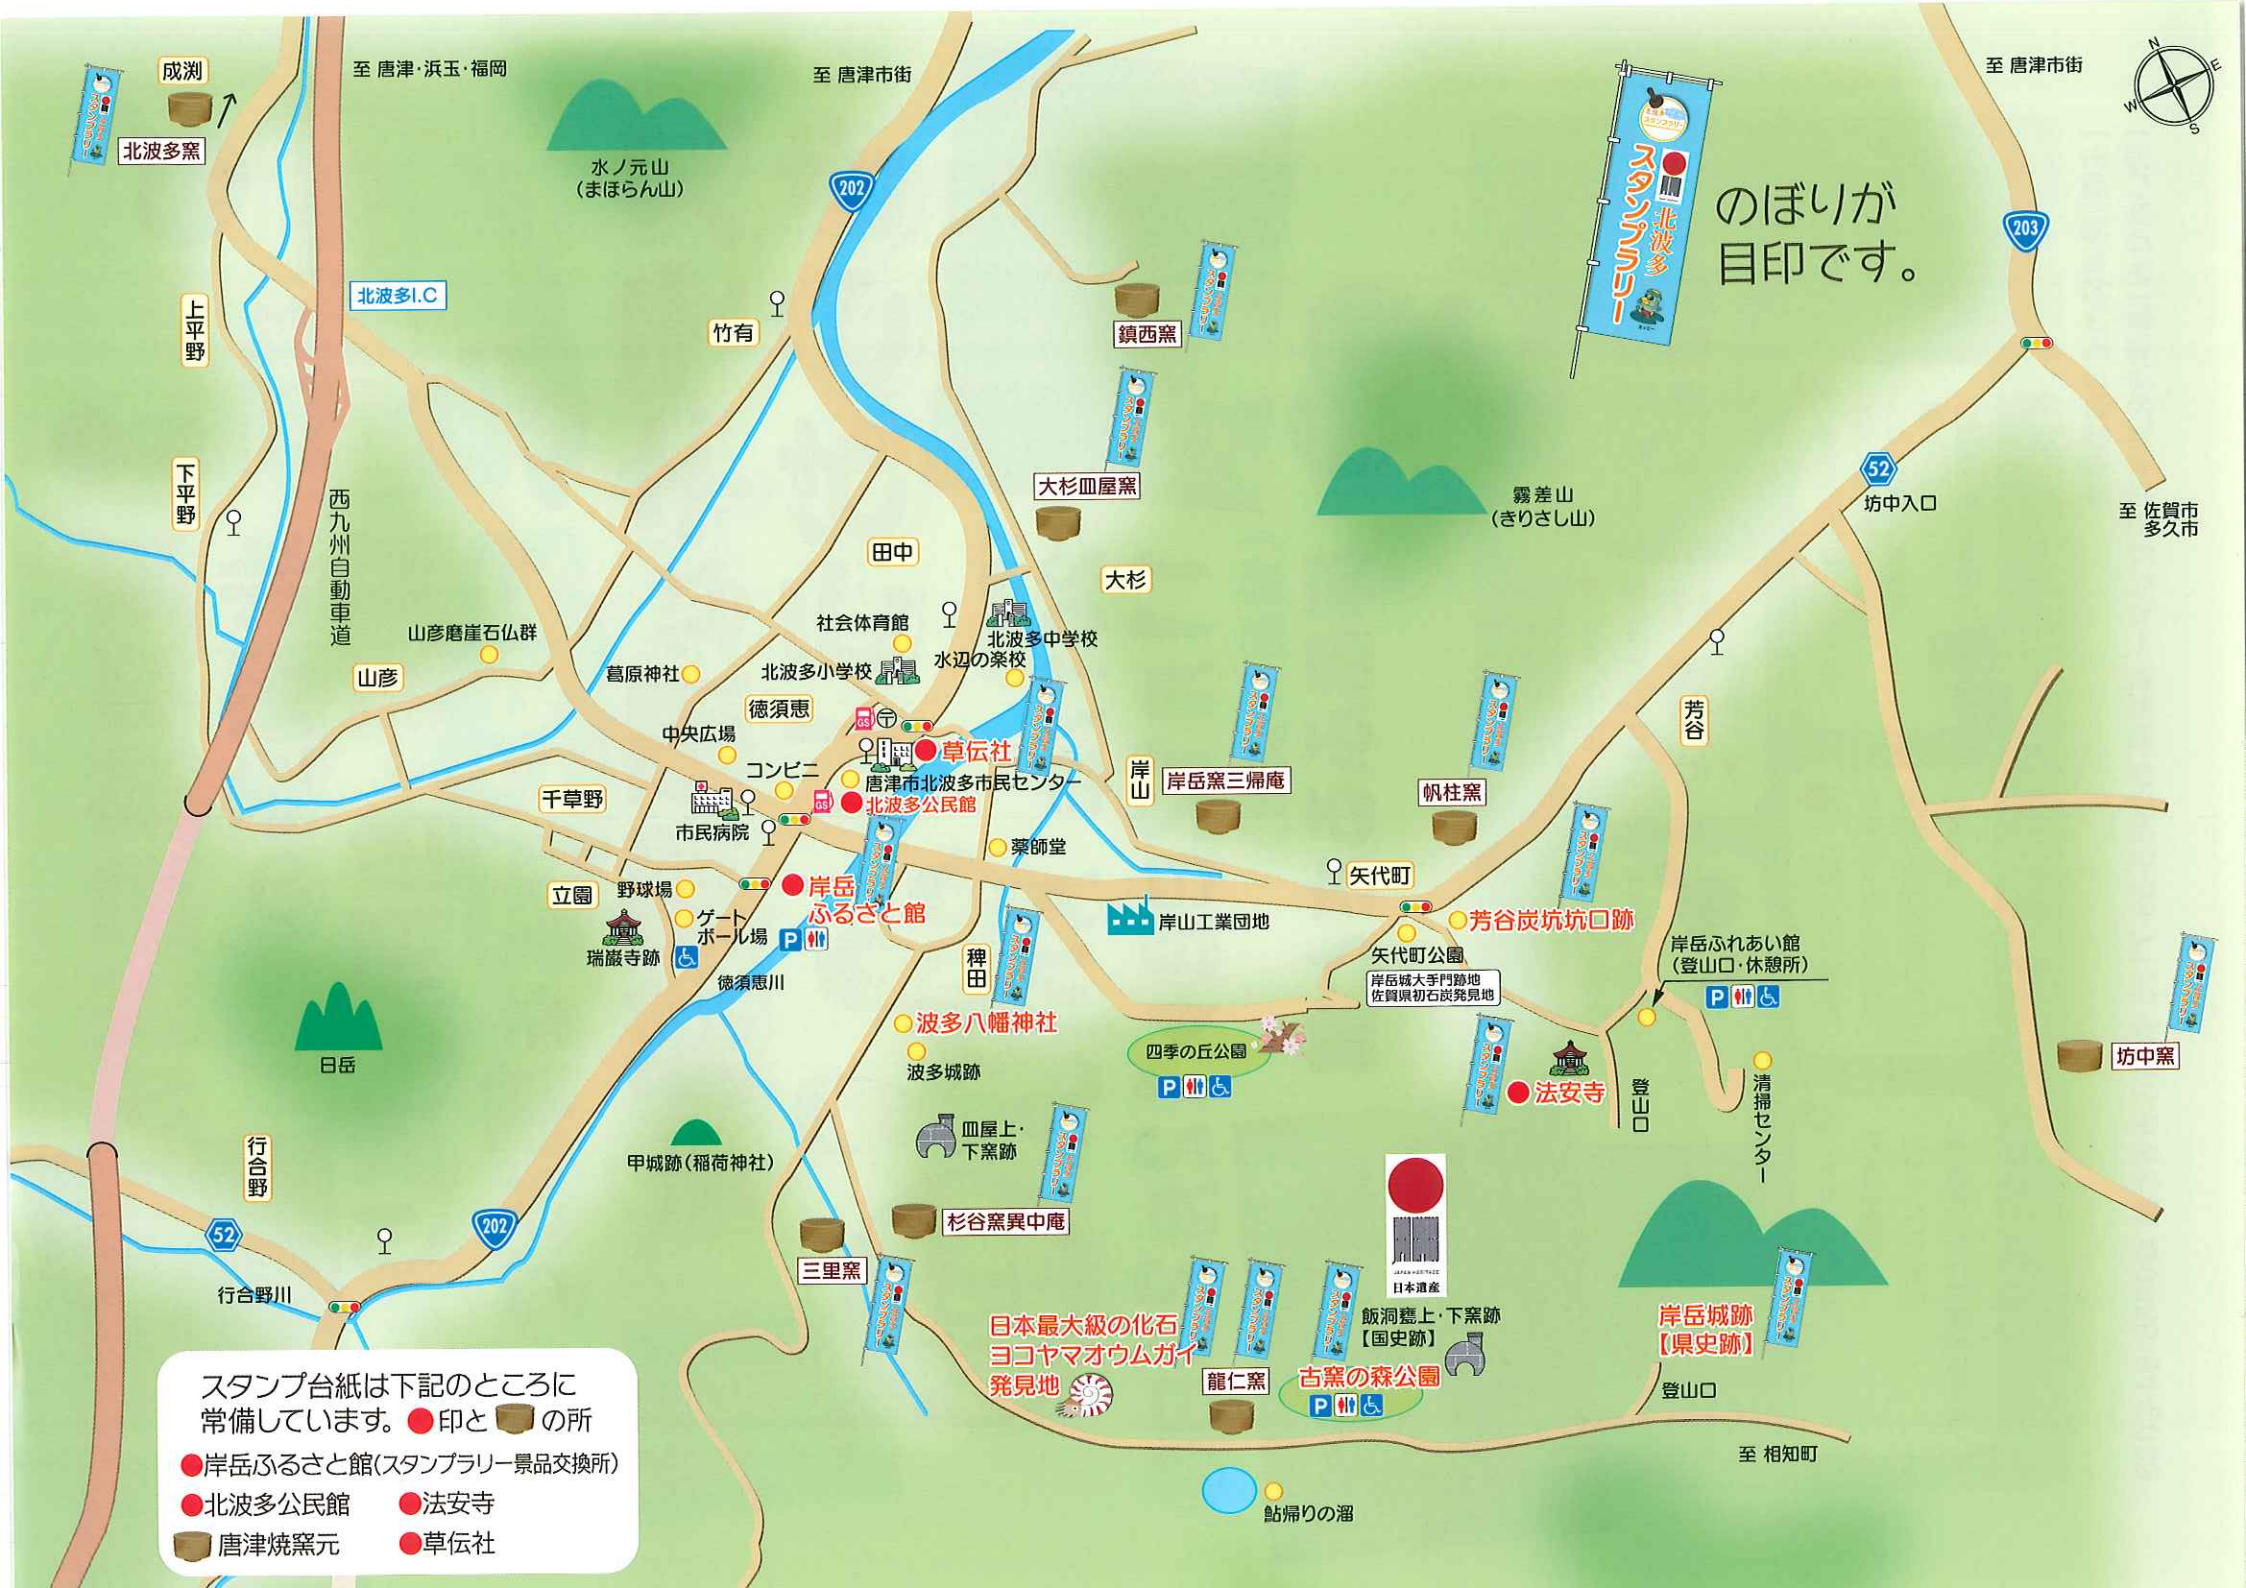 成渕
北波多窯
至 唐津・浜玉・福岡
水ノ元山
(まほらん山)
至 唐津市街
202
北波多
スタンプラリー
のぼりが
目印です。
至 唐津市街
N
E
W
S
203
北波多I.C
上平野
竹有
鎮西窯
下平野
西九州自動車道
大杉皿屋窯
霧差山
(きりさし山)
52
坊中入口
至 佐賀市
多久市
田中
大杉
社会体育館
北波多中学校
山彦磨崖石仏群
山彦
葛原神社
北波多小学校
水辺の楽校
徳須恵
GS
中央広場
草伝社
コンビニ
唐津市北波多市民センター
GS
北波多公民館
千草野
市民病院
岸山
岸岳窯三帰庵
帆柱窯
芳谷
薬師堂
矢代町
立園
野球場
岸岳
ふるさと館
ゲート
ボール場
P
瑞巌寺跡
徳須恵川
稗田
岸山工業団地
芳谷炭坑坑口跡
矢代町公園
岸岳城大手門跡地
佐賀県初石炭発見地
岸岳ふれあい館
(登山口・休憩所)
P
波多八幡神社
波多城跡
四季の丘公園
P
法安寺
登山口
清掃センター
坊中窯
日岳
甲城跡(稲荷神社)
皿屋上・
下窯跡
杉谷窯異中庵
三里窯
行合野
52
202
行合野川
JAPAN HERITAGE
日本遺産
飯洞甕上・下窯跡
【国史跡】
日本最大級の化石
ヨコヤマオウムガイ
発見地
龍仁窯
古窯の森公園
P
岸岳城跡
【県史跡】
登山口
至 相知町
鮎帰りの溜
スタンプ台紙は下記のところに
常備しています。●印と の所
●岸岳ふるさと館(スタンプラリー景品交換所)
●北波多公民館 ●法安寺
唐津焼窯元 ●草伝社